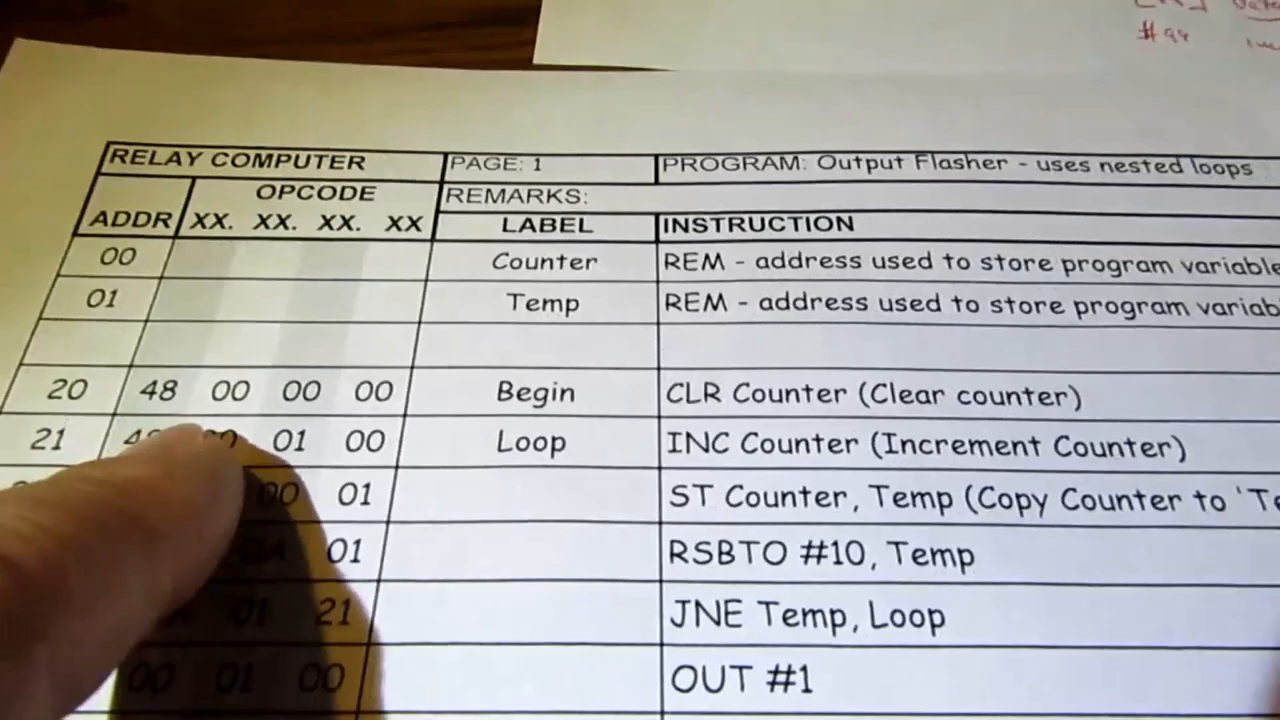 #99
RELAY COMPUTER PAGE: 1 PROGRAM: Output Flasher - uses nested loops
OPCODE REMARKS:
ADDR XX. XX. XX. XX LABEL INSTRUCTION
00 Counter REM - address used to store program variable
01 Temp REM - address used to store program variab
20 48 00 00 00 Begin CLR Counter (Clear counter)
21 01 00 Loop INC Counter (Increment Counter)
00 01 ST Counter, Temp (Copy Counter to 'Te
01 RSBTO #10, Temp
01 21 JNE Temp, Loop
00 01 00 OUT #1